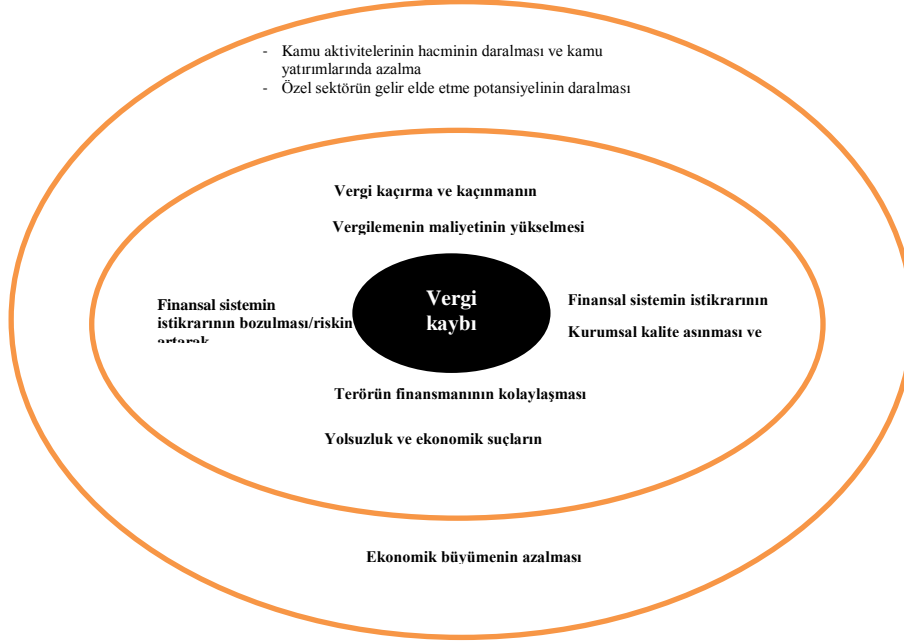 - Kamu aktivitelerinin hacminin daralması ve kamu
yatırımlarında azalma
- Özel sektörün gelir elde etme potansiyelinin daralması
Vergi kaçırma ve kaçınmanın
Vergilemenin maliyetinin yükselmesi
Finansal sistemin
istikrarının bozulması/riskin
artarak
Vergi
kaybı
Finansal sistemin istikrarının
Kurumsal kalite aşınması ve
Terörün finansmanının kolaylaşması
Yolsuzluk ve ekonomik suçların
Ekonomik büyümenin azalması